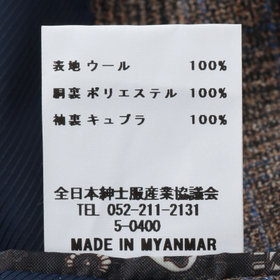 表地 ウール 100%
胴裏 ポリエステル 100%
袖裏 キュプラ 100%
全日本紳士服産業協議会
TEL 052-211-2131
5-0400
MADE IN MYANMAR